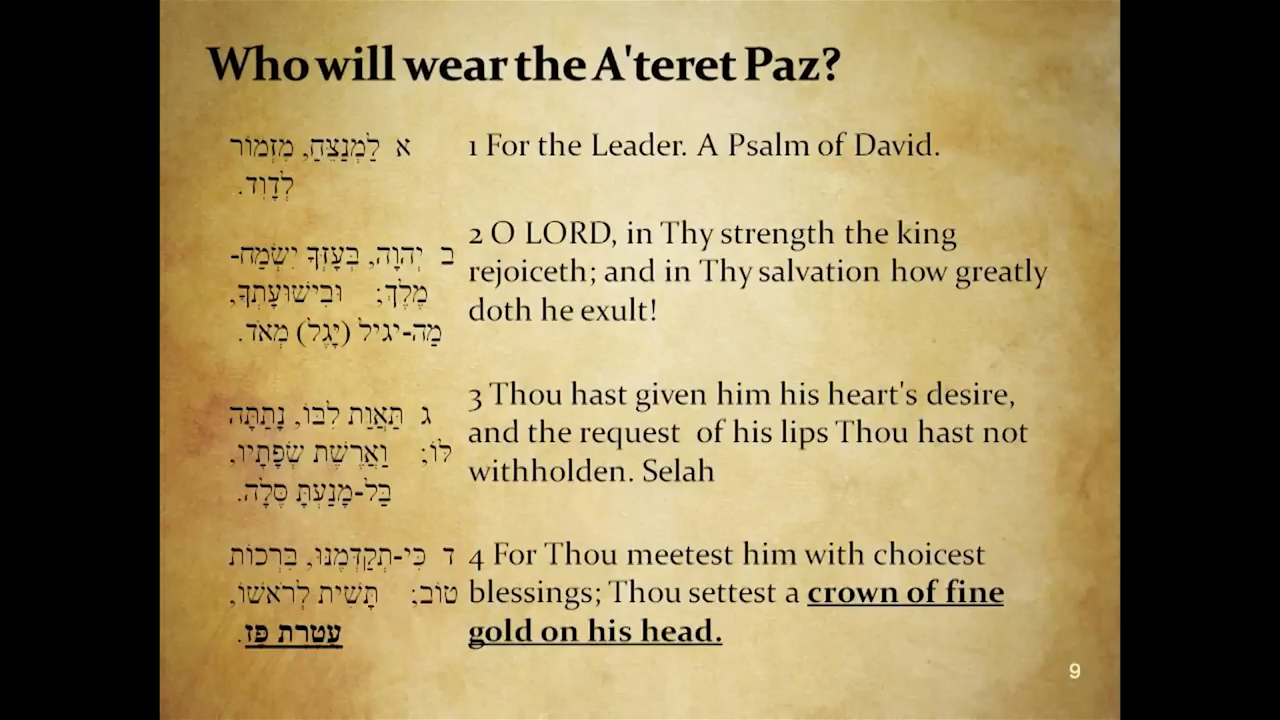 Who will wear the A'teret Paz?
א לַמְנַצֵּחַ, מִזְמוֹר
לְדָוִד.
1 For the Leader. A Psalm of David.
ב יְהוָה, בְּעָזְּךָ יִשְׂמַח-
מֶלֶךְ; וּבִישׁוּעָתְךָ,
מַה-יגיל (יָּגֶל) מְאֹד.
2 O LORD, in Thy strength the king
rejoiceth; and in Thy salvation how greatly
doth he exult!
ג תַּאֲוַת לִבּוֹ, נָתַתָּה
לּוֹ; וַאֲרֶשֶׁת שְׂפָתָיו,
בַּל-מָנַעְתָּ סֶּלָה.
3 Thou hast given him his heart's desire,
and the request of his lips Thou hast not
withholden. Selah
ד כִּי-תְקַדְּמֶנּוּ, בִּרְכוֹת
טוֹב; תָּשִׁית לְרֹאשׁוֹ,
עֲטֶרֶת פָּז.
4 For Thou meetest him with choicest
blessings; Thou settest a crown of fine
gold on his head.
9